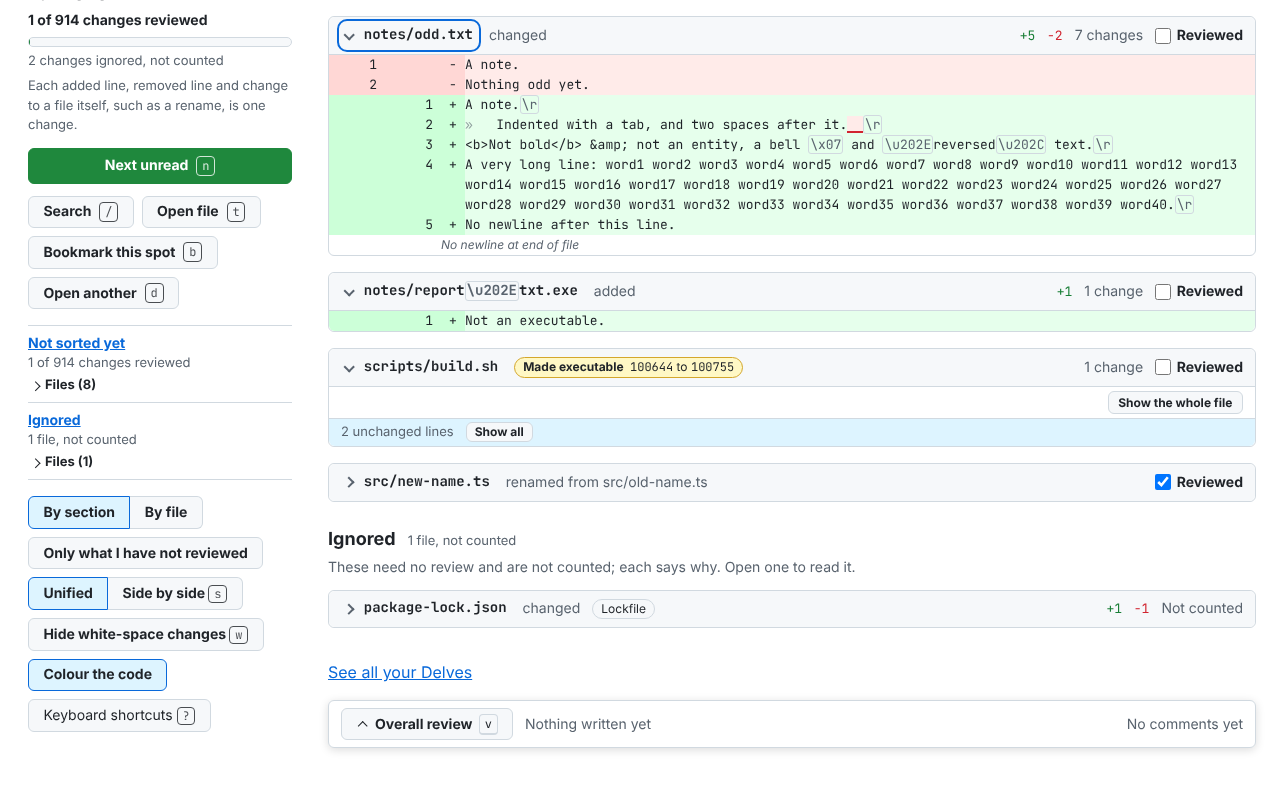 1 of 914 changes reviewed
2 changes ignored, not counted
Each added line, removed line and change
to a file itself, such as a rename, is one
change.
Next unread n
Search / Open file t
Bookmark this spot b
Open another d
Not sorted yet
1 of 914 changes reviewed
Files (8)
Ignored
1 file, not counted
Files (1)
By section By file
Only what I have not reviewed
Unified Side by side s
Hide white-space changes w
Colour the code
Keyboard shortcuts ?
notes/odd.txt changed +5 -2 7 changes Reviewed
1 - A note.
2 - Nothing odd yet.
1 + A note.\r
2 + » Indented with a tab, and two spaces after it.  \r
3 + <b>Not bold</b> &amp; not an entity, a bell \x07 and \u202Ereversed\u202C text.\r
4 + A very long line: word1 word2 word3 word4 word5 word6 word7 word8 word9 word10 word11 word12 word13
word14 word15 word16 word17 word18 word19 word20 word21 word22 word23 word24 word25 word26 word27
word28 word29 word30 word31 word32 word33 word34 word35 word36 word37 word38 word39 word40.\r
5 + No newline after this line.
No newline at end of file
notes/report\u202Etxt.exe added +1 1 change Reviewed
1 + Not an executable.
scripts/build.sh Made executable 100644 to 100755 1 change Reviewed
Show the whole file
2 unchanged lines Show all
src/new-name.ts renamed from src/old-name.ts Reviewed
Ignored 1 file, not counted
These need no review and are not counted; each says why. Open one to read it.
package-lock.json changed Lockfile +1 -1 Not counted
See all your Delves
Overall review v Nothing written yet No comments yet